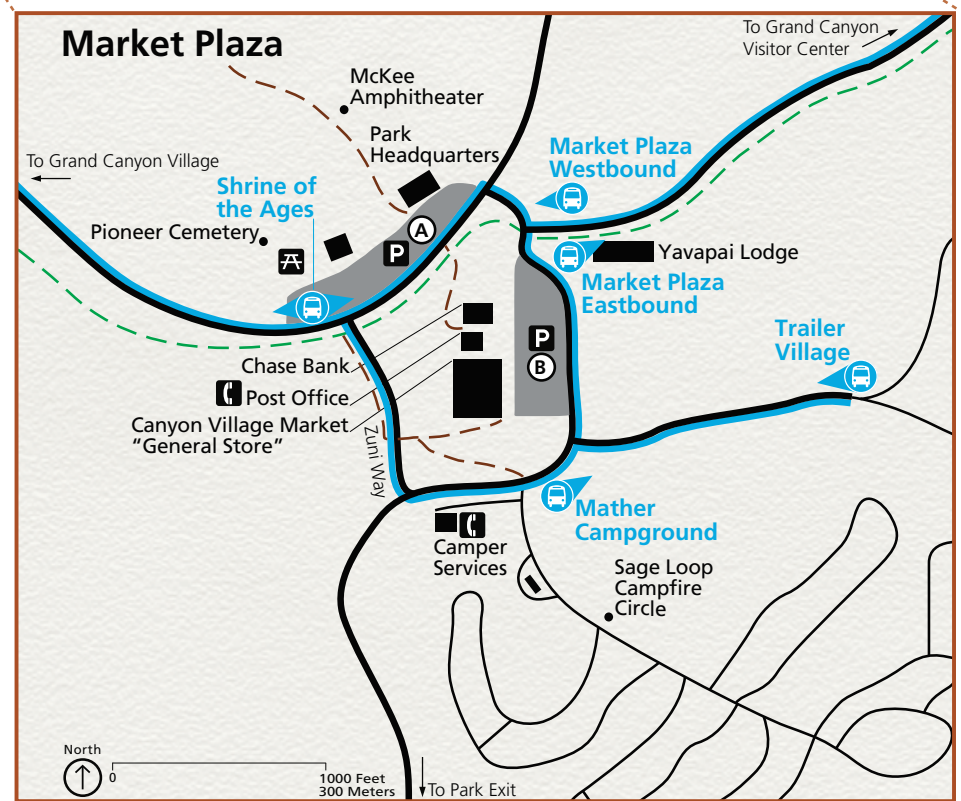 Market Plaza
To Grand Canyon
Visitor Center
McKee
Amphitheater
Park
Headquarters
Market Plaza
Westbound
To Grand Canyon Village
Shrine of
the Ages
Pioneer Cemetery
A
P
Yavapai Lodge
Market Plaza
Eastbound
Trailer
Village
P
B
Chase Bank
Post Office
Canyon Village Market
“General Store”
Zuni Way
Mather
Campground
Camper
Services
Sage Loop
Campfire
Circle
North
0
1000 Feet
300 Meters
To Park Exit